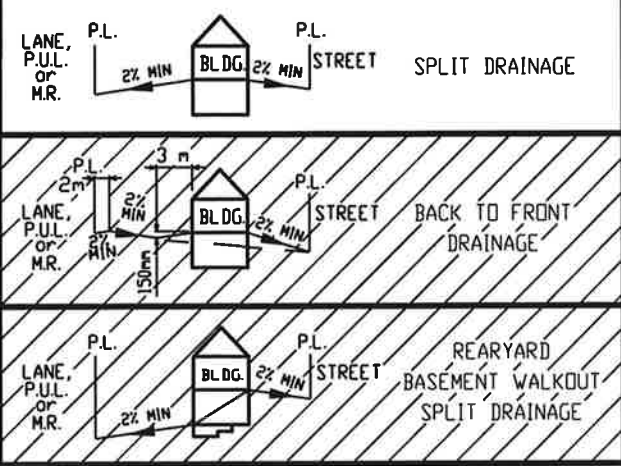 LANE,
P.U.L.
or
M.R.
P.L.
2% MIN
BLDG.
2% MIN
P.L.
STREET
SPLIT DRAINAGE
P.L.
2m
3 m
LANE,
P.U.L.
or
M.R.
2%
MIN
2%
MIN
150mm
BLDG.
2% MIN
P.L.
STREET
BACK TO FRONT
DRAINAGE
P.L.
LANE,
P.U.L.
or
M.R.
2% MIN
BLDG.
2% MIN
P.L.
STREET
REARYARD
BASEMENT WALKOUT
SPLIT DRAINAGE